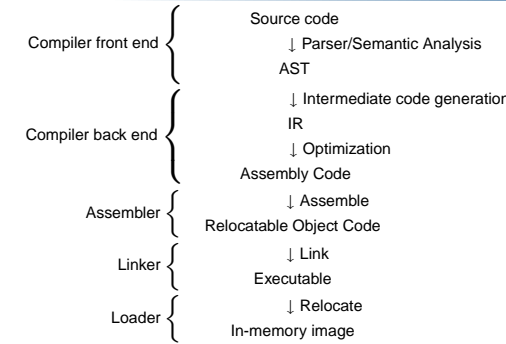 Source code
Compiler front end
↓ Parser/Semantic Analysis
AST
↓ Intermediate code generation
IR
Compiler back end
↓ Optimization
Assembly Code
↓ Assemble
Assembler
Relocatable Object Code
↓ Link
Linker
Executable
↓ Relocate
Loader
In-memory image